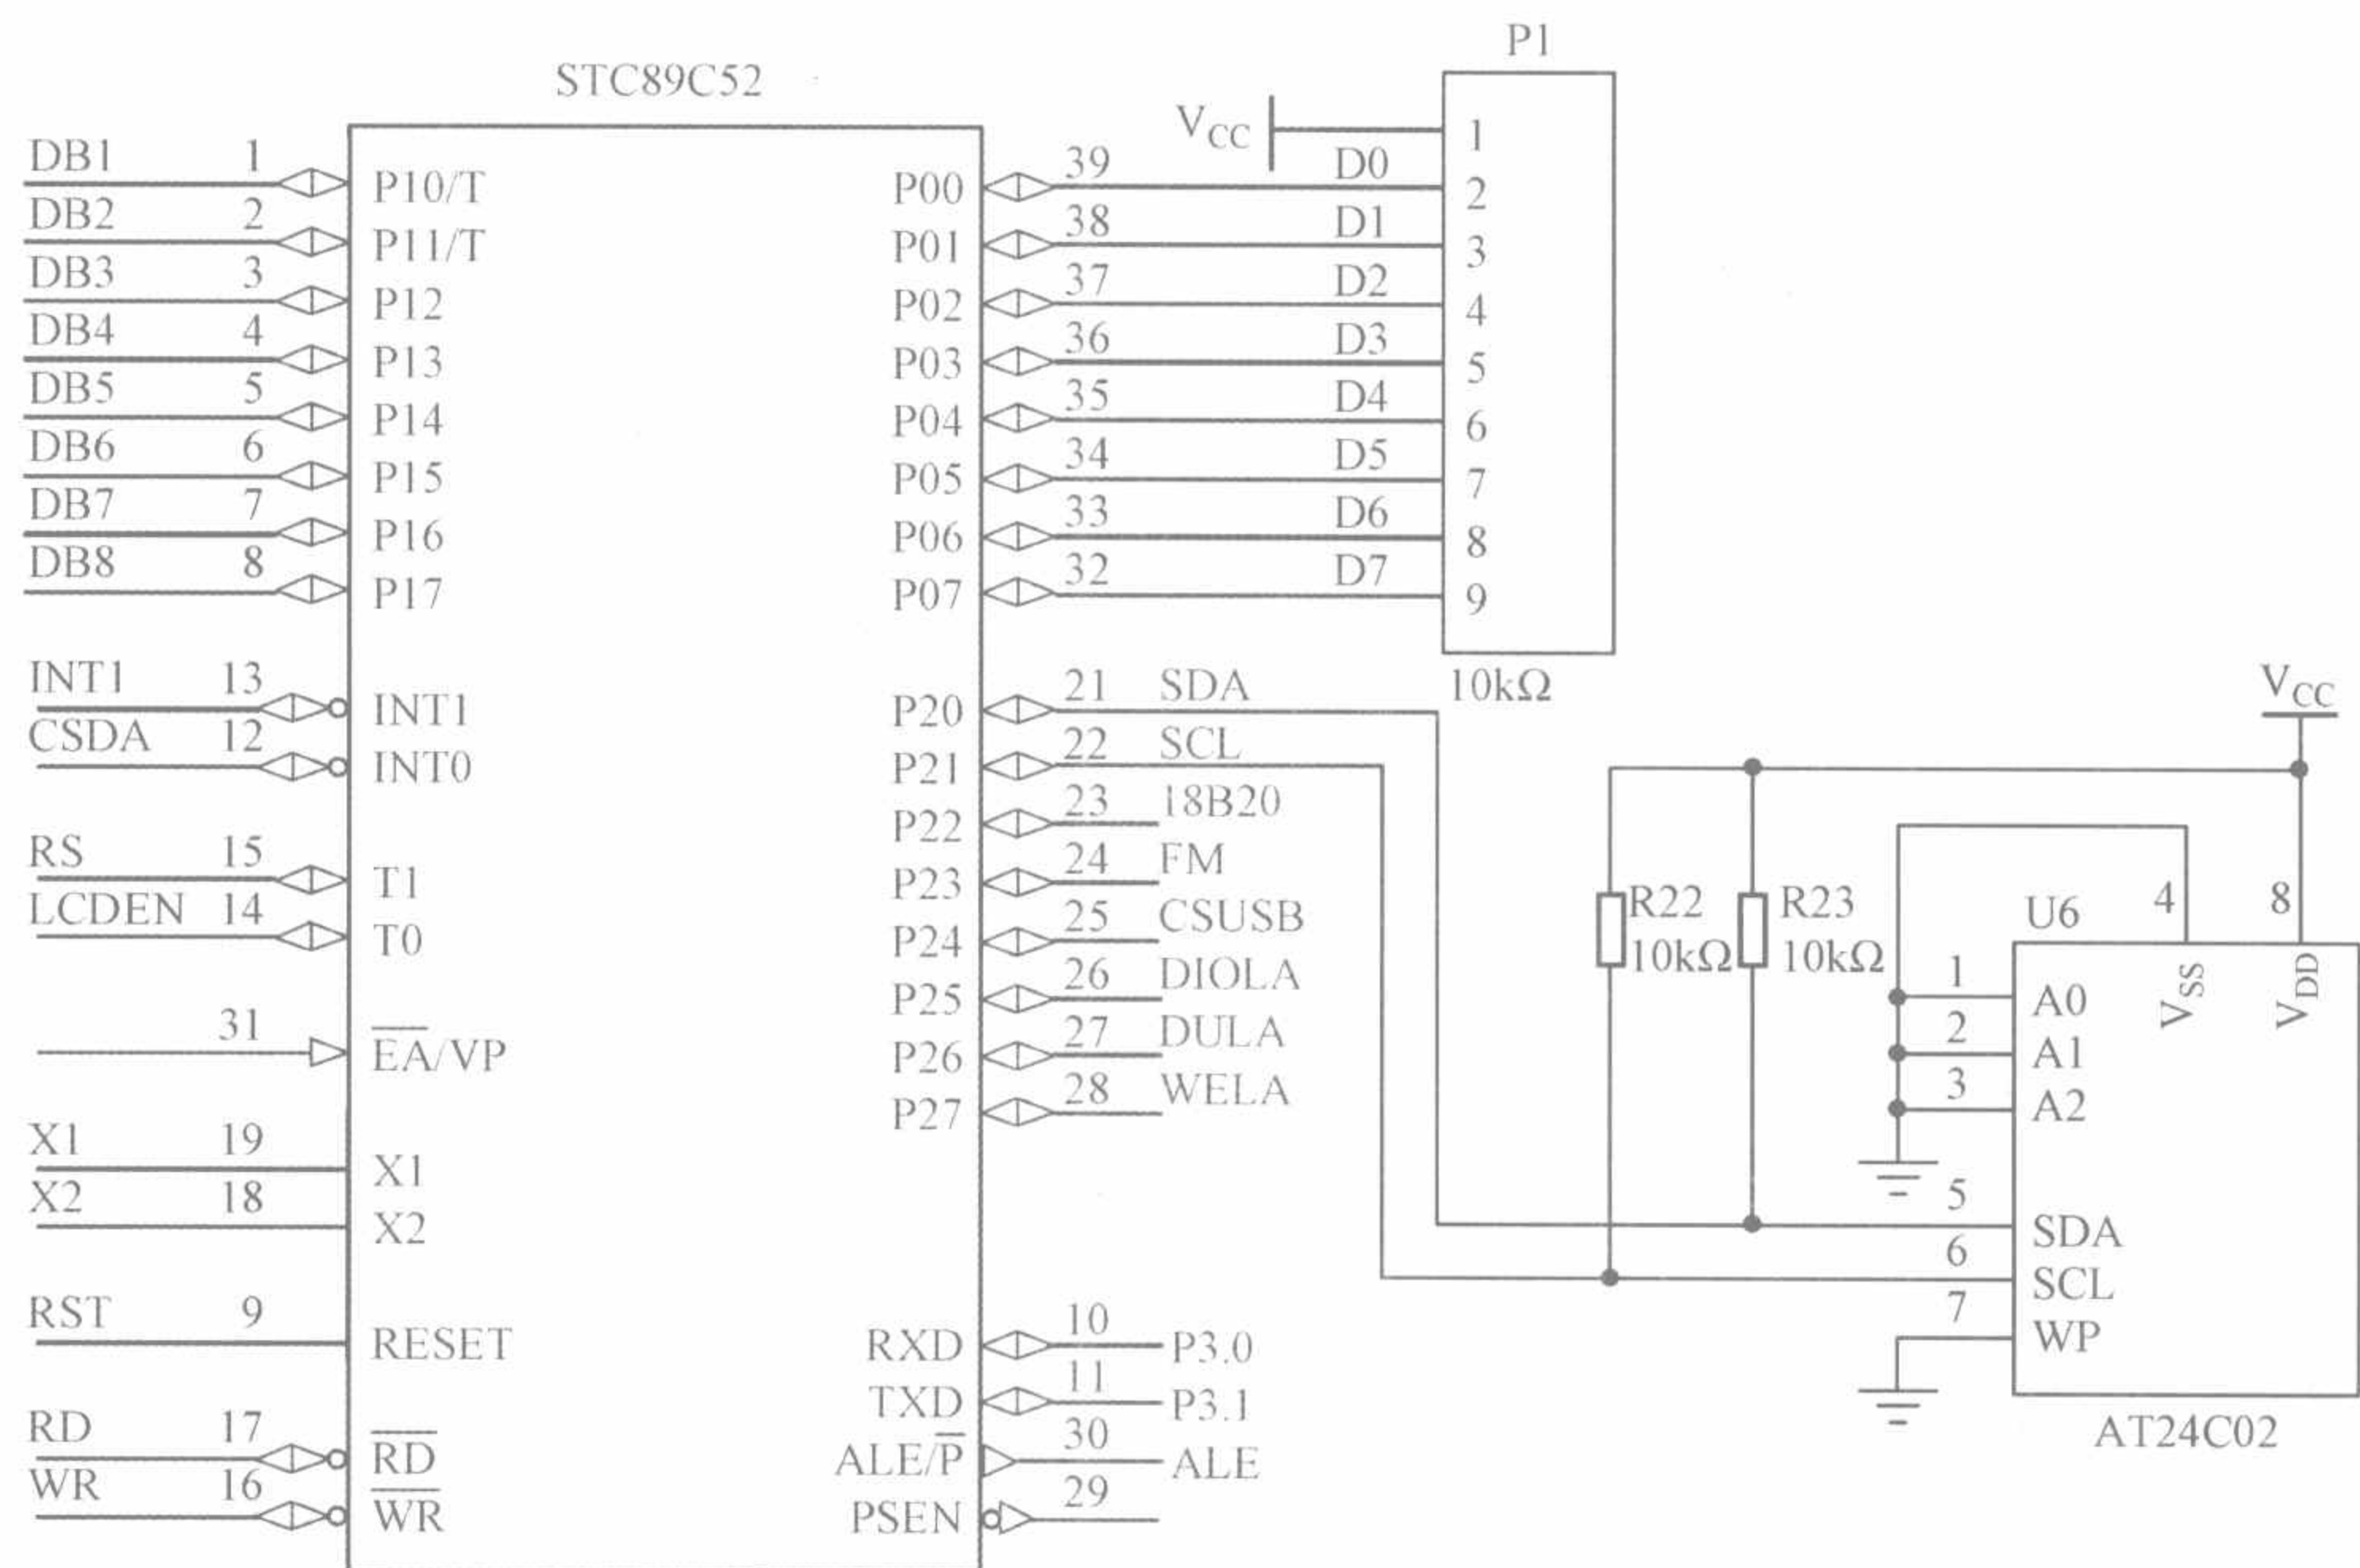 STC89C52
DB1 1 P10/T
DB2 2 P11/T
DB3 3 P12
DB4 4 P13
DB5 5 P14
DB6 6 P15
DB7 7 P16
DB8 8 P17
INT1 13 INT1
CSDA 12 INT0
RS 15 T1
LCDEN 14 T0
31 EA/VP
X1 19 X1
X2 18 X2
RST 9 RESET
RD 17 RD
WR 16 WR
P00 39 D0
P01 38 D1
P02 37 D2
P03 36 D3
P04 35 D4
P05 34 D5
P06 33 D6
P07 32 D7
P20 21 SDA
P21 22 SCL
P22 23 18B20
P23 24 FM
P24 25 CSUSB
P25 26 DIOLA
P26 27 DULA
P27 28 WELA
RXD 10 P3.0
TXD 11 P3.1
ALE/P 30 ALE
PSEN 29
P1
VCC 1
2
3
4
5
6
7
8
9
10kΩ
VCC
R22
10kΩ
R23
10kΩ
U6
4 VSS
8 VDD
1 A0
2 A1
3 A2
5 SDA
6 SCL
7 WP
AT24C02